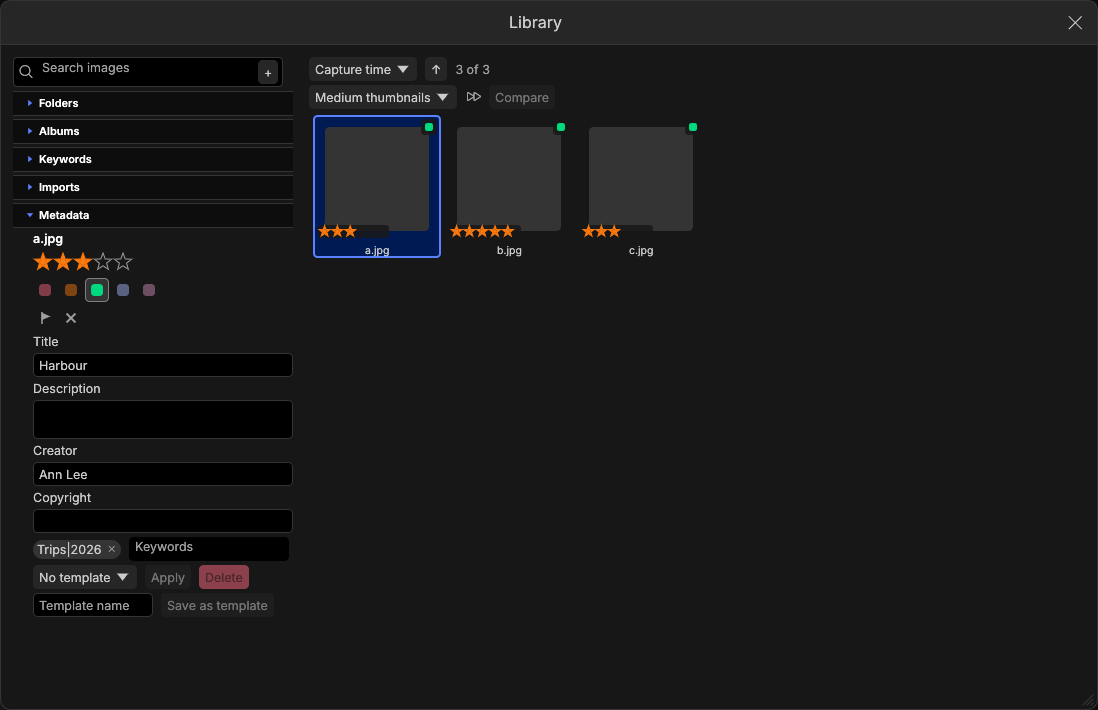 Library
Search images
+
Folders
Albums
Keywords
Imports
Metadata
a.jpg
Title
Harbour
Description
Creator
Ann Lee
Copyright
Trips|2026 ×
Keywords
No template
Apply
Delete
Template name
Save as template
Capture time
3 of 3
Medium thumbnails
Compare
a.jpg
b.jpg
c.jpg